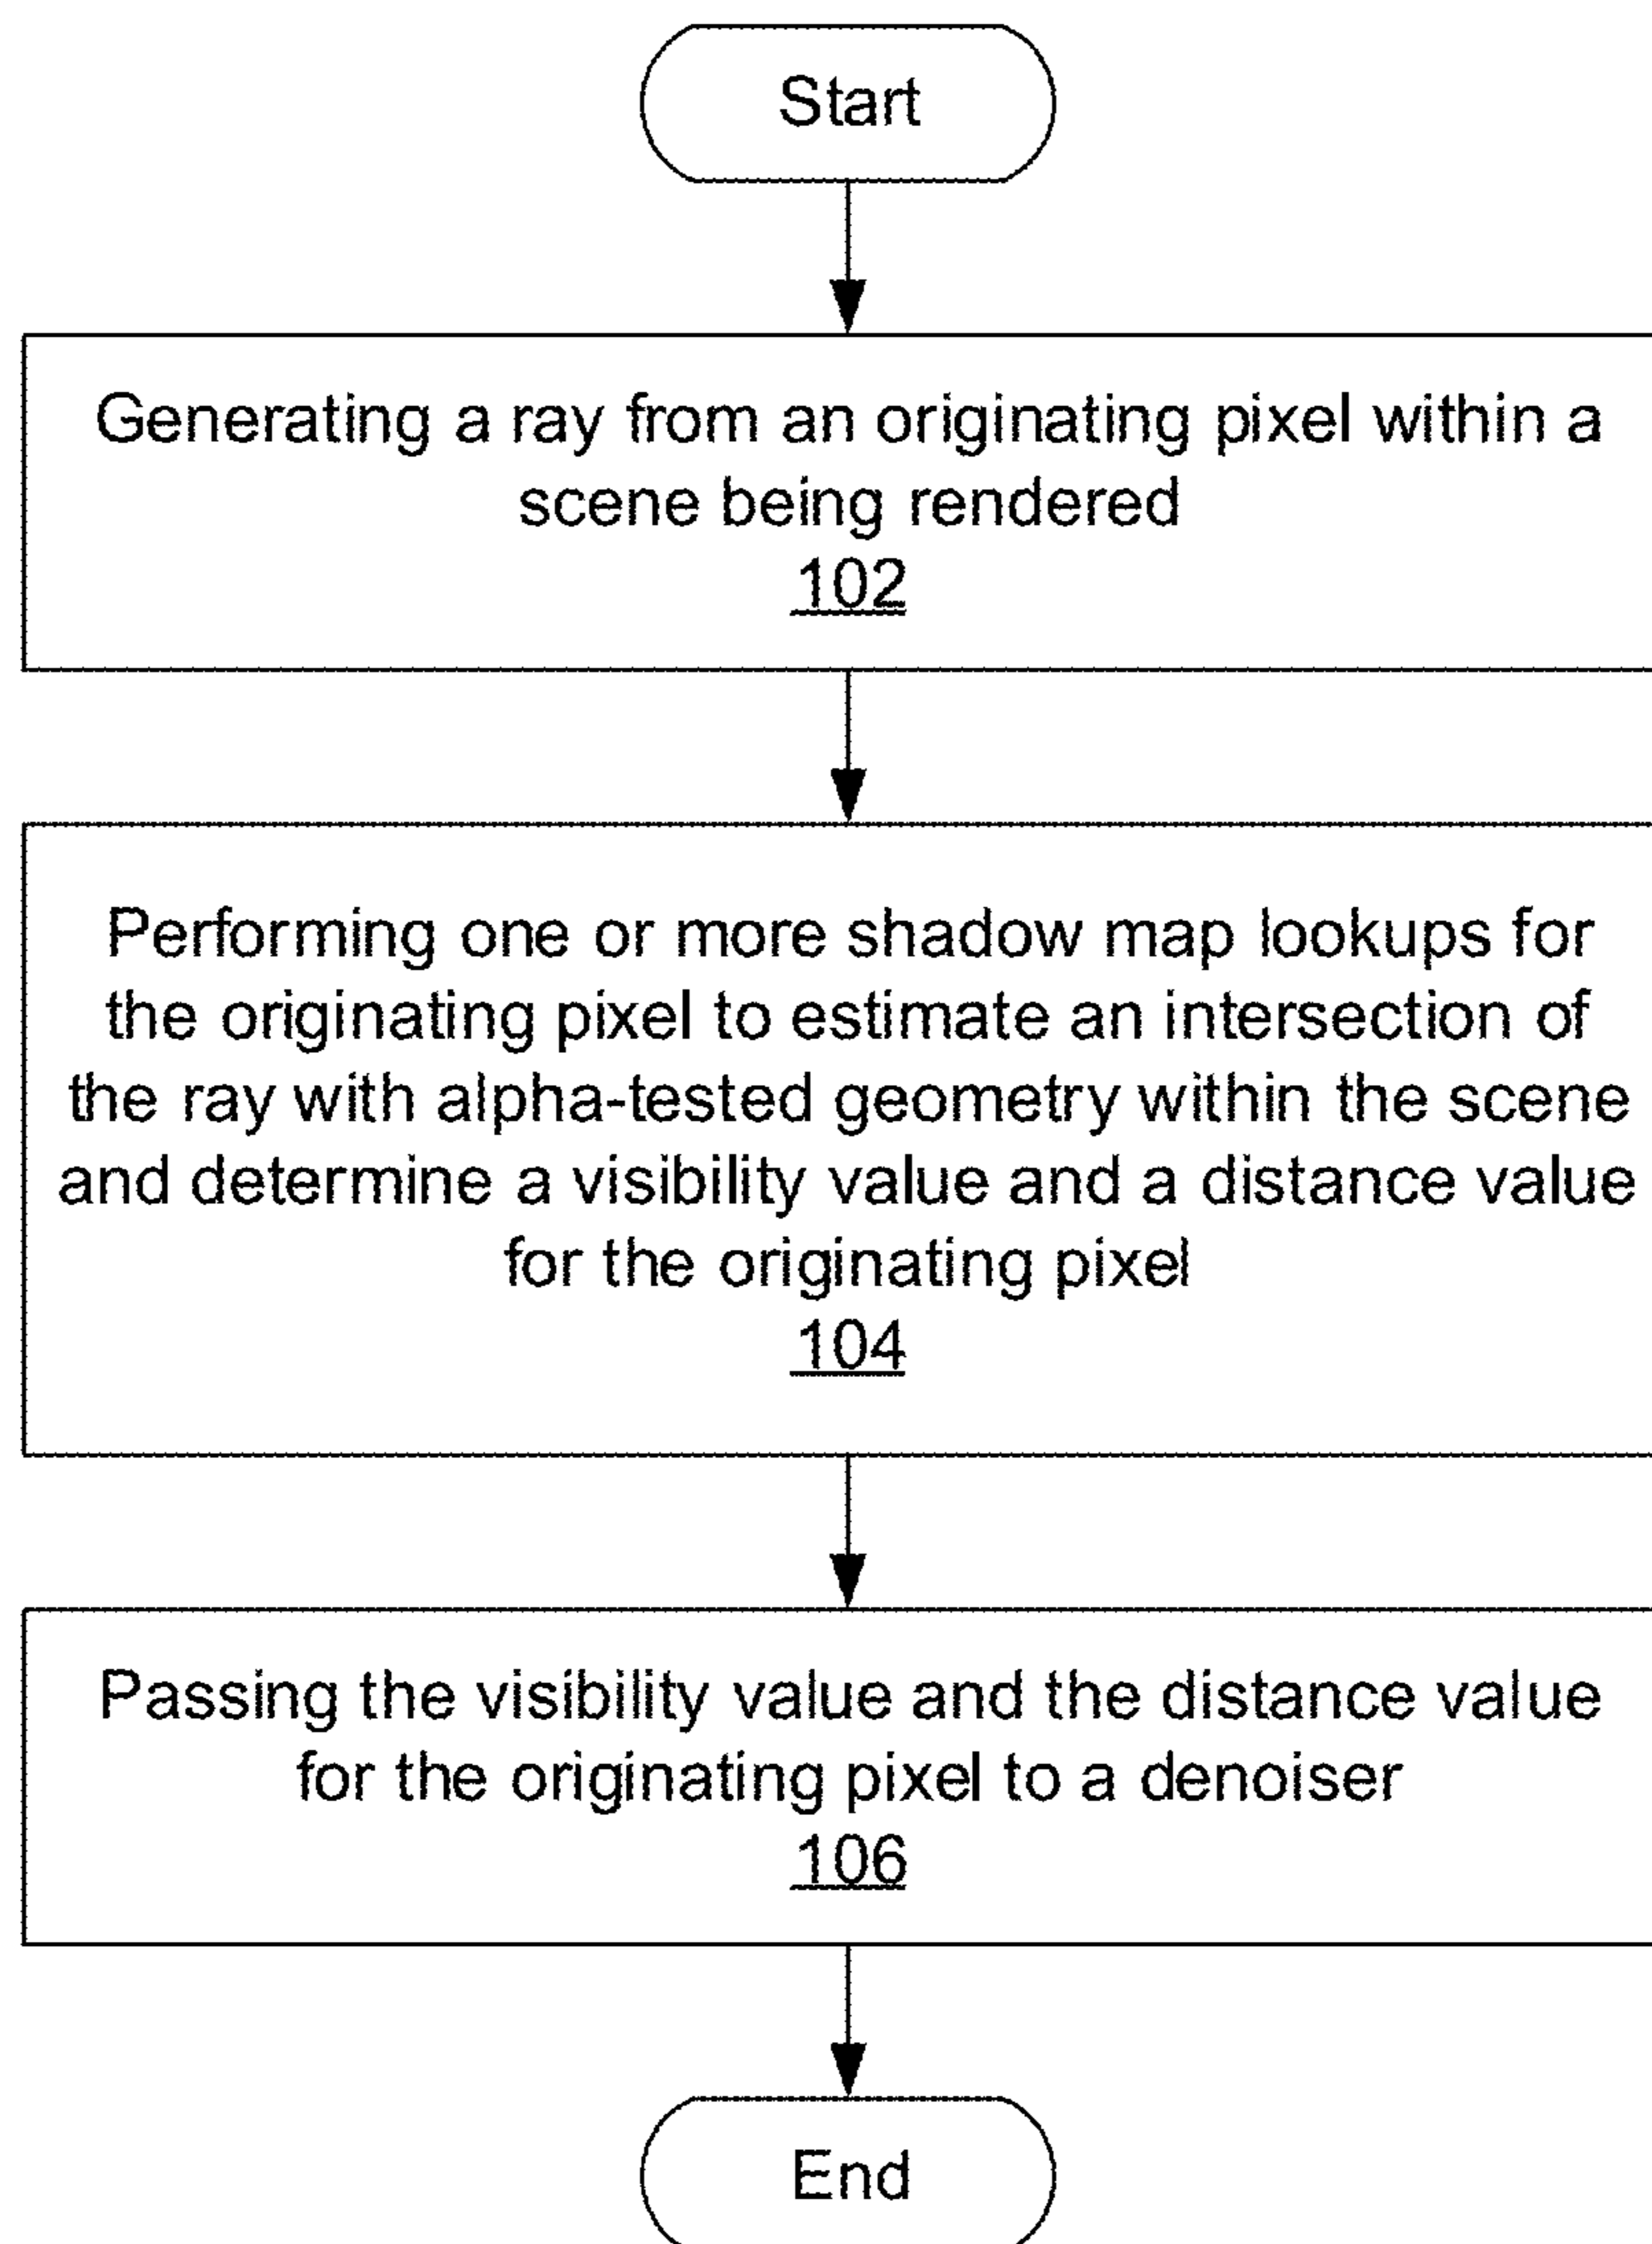 Start
Generating a ray from an originating pixel within a
scene being rendered
102
Performing one or more shadow map lookups for
the originating pixel to estimate an intersection of
the ray with alpha-tested geometry within the scene
and determine a visibility value and a distance value
for the originating pixel
104
Passing the visibility value and the distance value
for the originating pixel to a denoiser
106
End